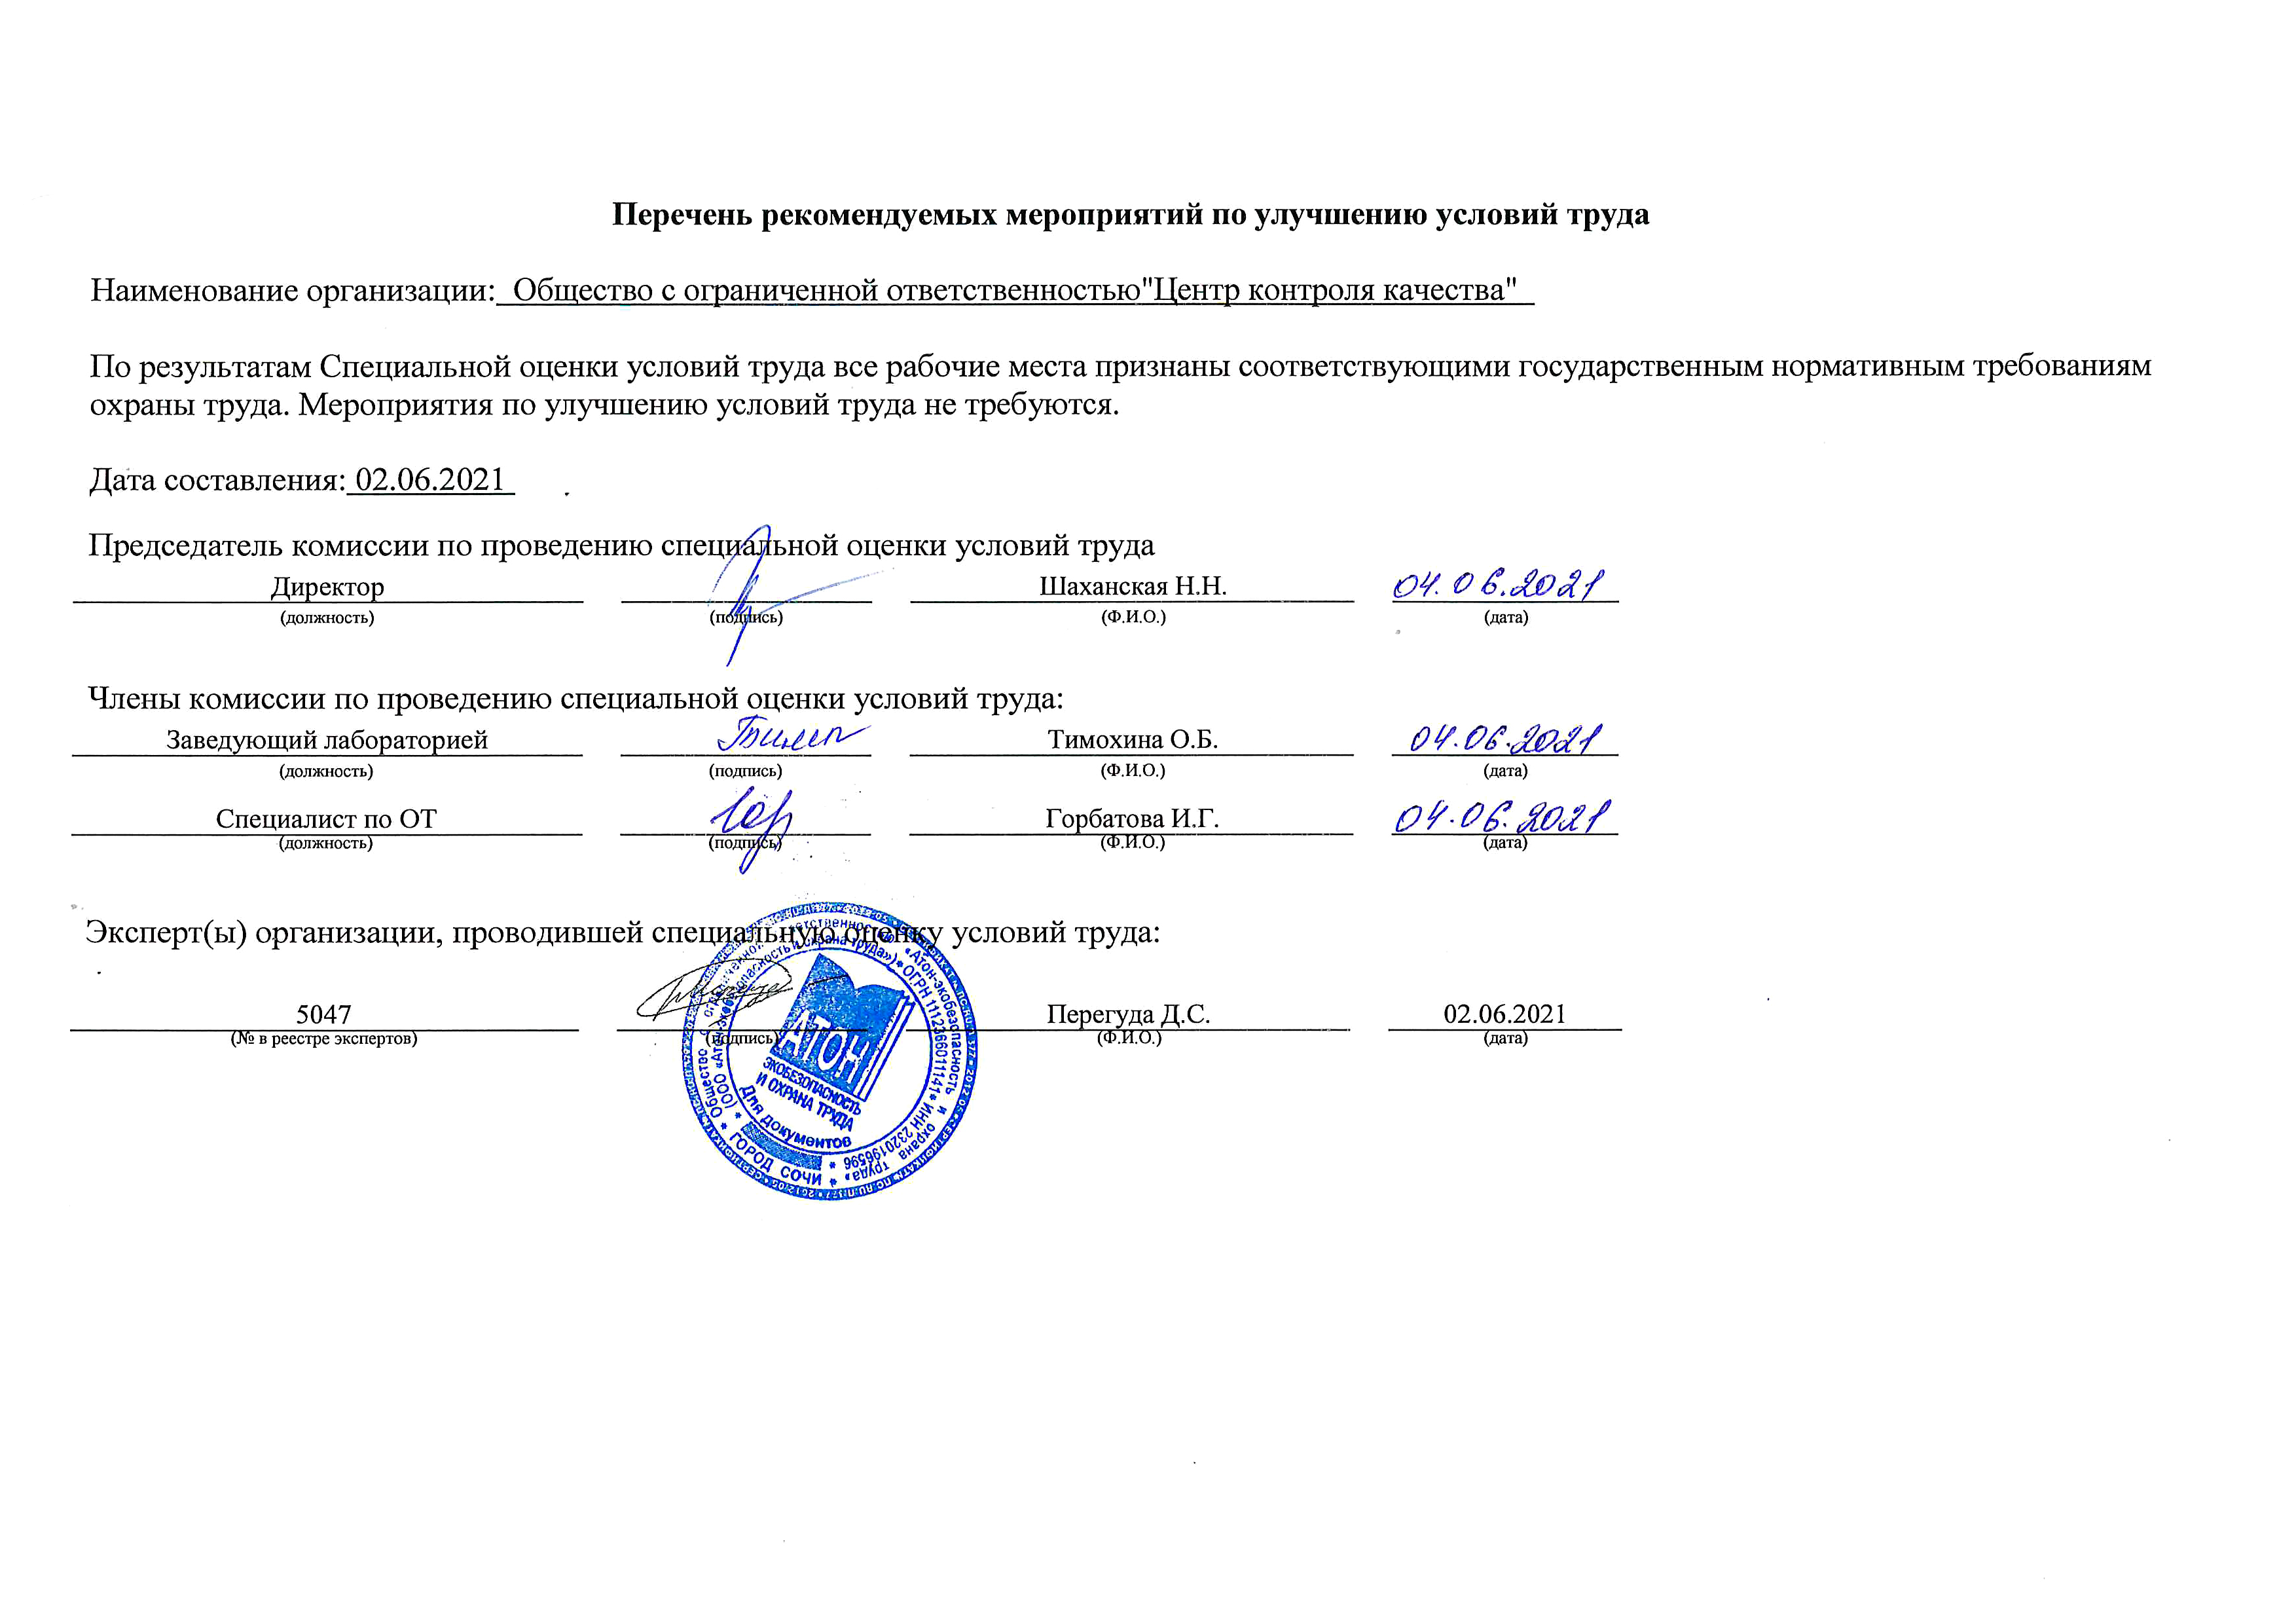 Перечень рекомендуемых мероприятий по улучшению условий труда
Наименование организации: Общество с ограниченной ответственностью"Центр контроля качества"
По результатам Специальной оценки условий труда все рабочие места признаны соответствующими государственным нормативным требованиям
охраны труда. Мероприятия по улучшению условий труда не требуются.
Дата составления: 02.06.2021
Председатель комиссии по проведению специальной оценки условий труда
Директор Шаханская Н.Н. 04.06.2021
(должность) (подпись) (Ф.И.О.) (дата)
Члены комиссии по проведению специальной оценки условий труда:
Заведующий лабораторией Тимохина О.Б. 04.06.2021
(должность) (подпись) (Ф.И.О.) (дата)
Специалист по ОТ Горбатова И.Г. 04.06.2021
(должность) (подпись) (Ф.И.О.) (дата)
Эксперт(ы) организации, проводившей специальную оценку условий труда:
5047 Перегуда Д.С. 02.06.2021
(№ в реестре экспертов) (подпись) (Ф.И.О.) (дата)
Общество с ограниченной ответственностью «Атон-экобезопасность и охрана труда» * ГОРОД СОЧИ *
(ООО «Атон-экобезопасность и охрана труда») * ОГРН 1112366011141 * ИНН 2320196596 *
АТОН
ЭКОБЕЗОПАСНОСТЬ
И ОХРАНА ТРУДА
Для документов